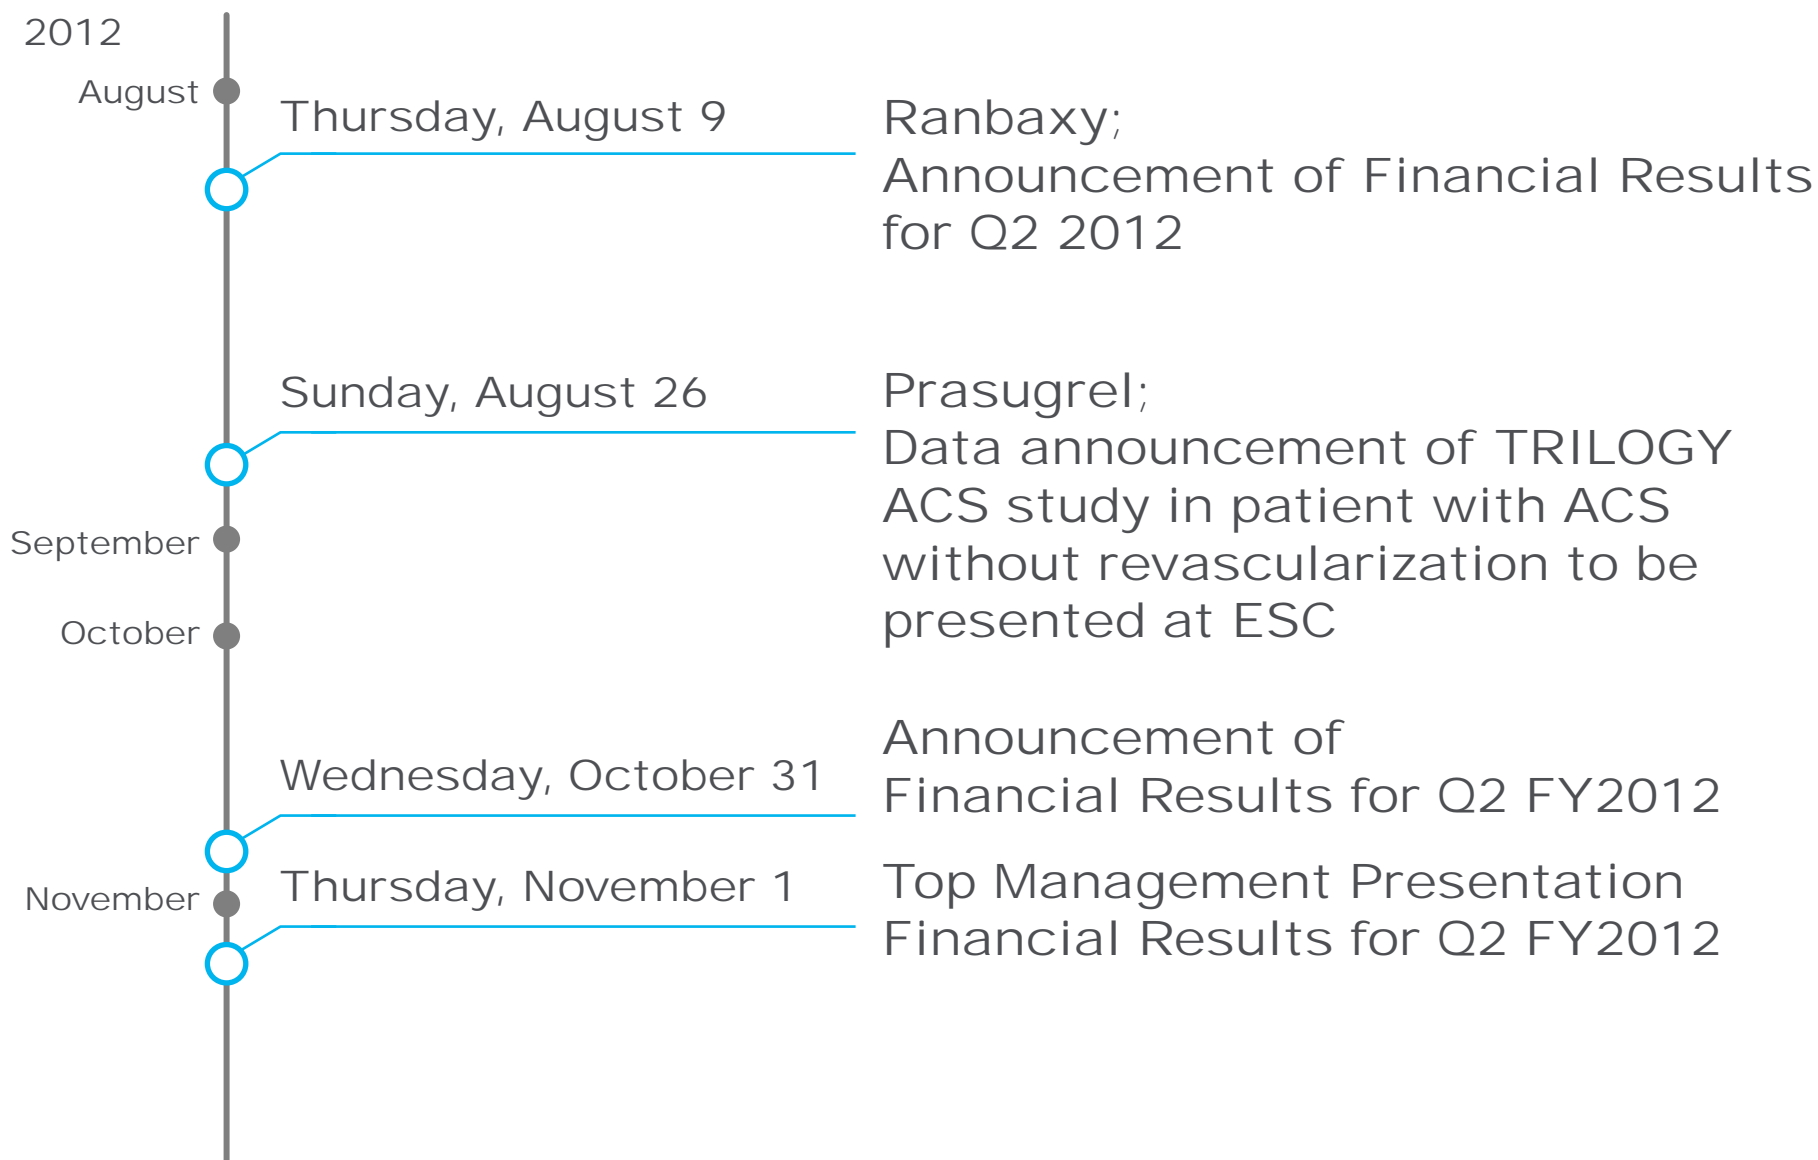 2012
August
Thursday, August 9
Ranbaxy;
Announcement of Financial Results
for Q2 2012
Sunday, August 26
Prasugrel;
Data announcement of TRILOGY
ACS study in patient with ACS
without revascularization to be
presented at ESC
September
October
Wednesday, October 31
Announcement of
Financial Results for Q2 FY2012
November
Thursday, November 1
Top Management Presentation
Financial Results for Q2 FY2012